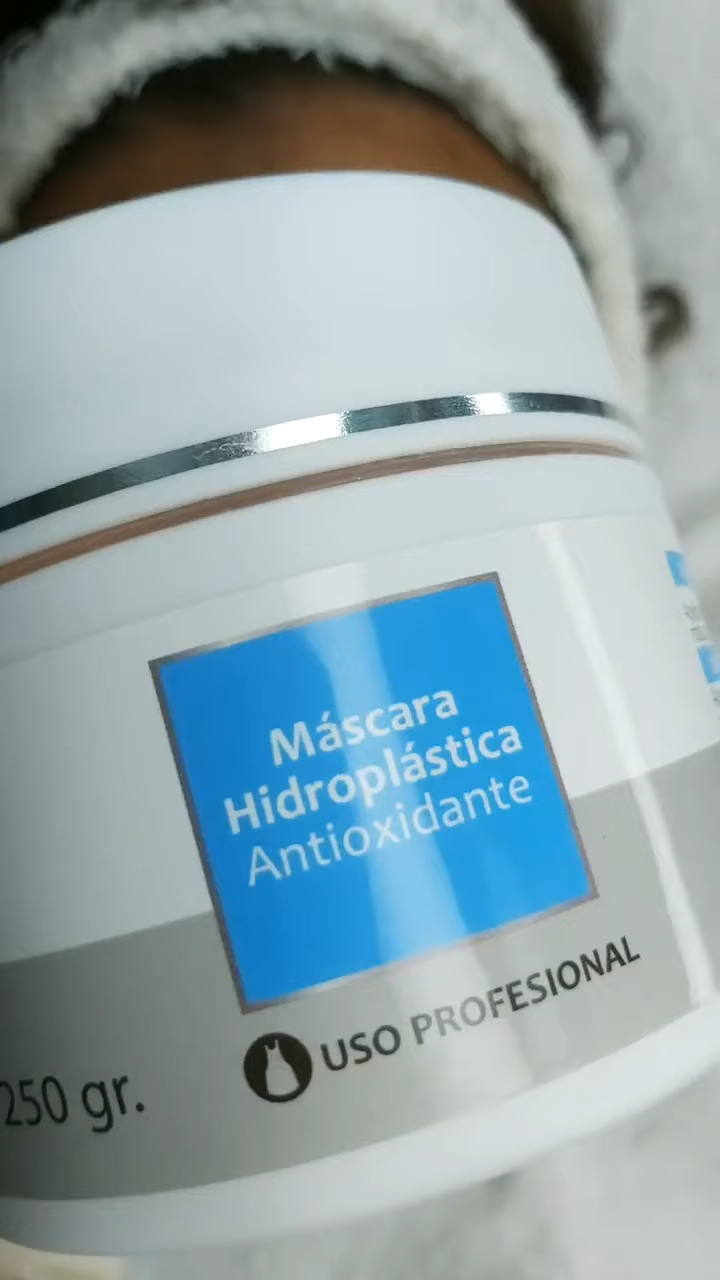 Máscara
Hidroplástica
Antioxidante
USO PROFESIONAL
250 gr.